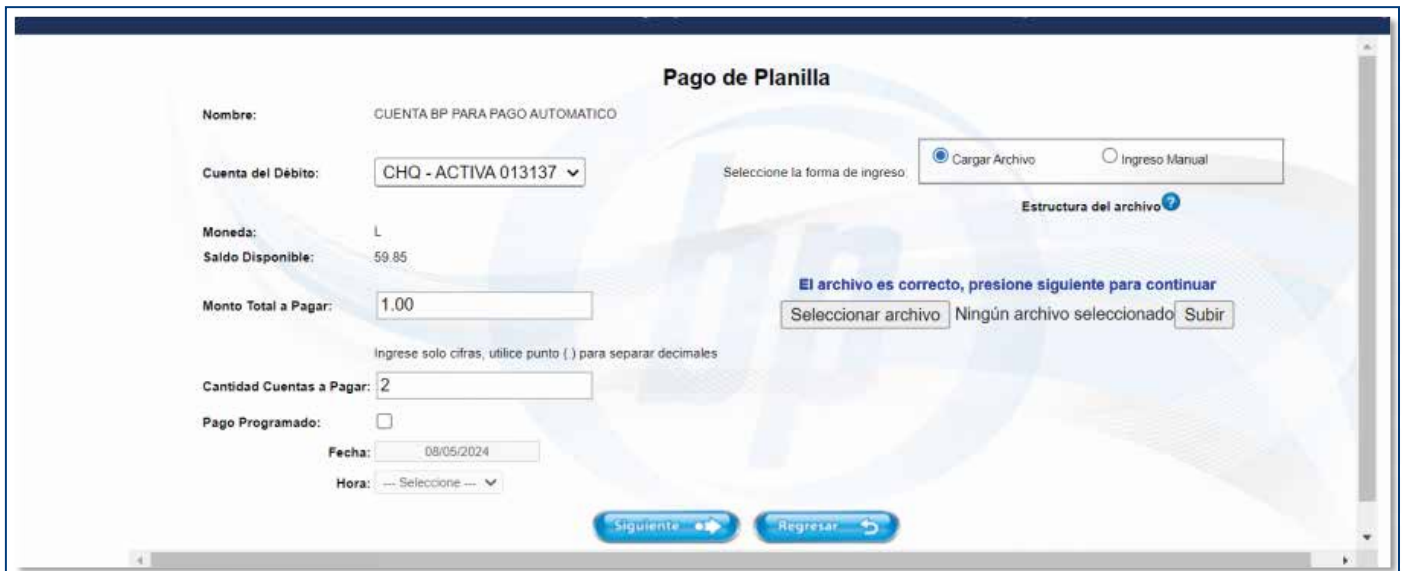 Pago de Planilla
Nombre: CUENTA BP PARA PAGO AUTOMATICO
Cuenta del Débito: CHQ - ACTIVA 013137
Seleccione la forma de ingreso: Cargar Archivo Ingreso Manual
Estructura del archivo ?
Moneda: L
Saldo Disponible: 59.85
El archivo es correcto, presione siguiente para continuar
Monto Total a Pagar: 1.00
Seleccionar archivo Ningún archivo seleccionado Subir
Ingrese solo cifras, utilice punto (.) para separar decimales
Cantidad Cuentas a Pagar: 2
Pago Programado:
Fecha: 08/05/2024
Hora: --- Seleccione ---
Siguiente Regresar
bp